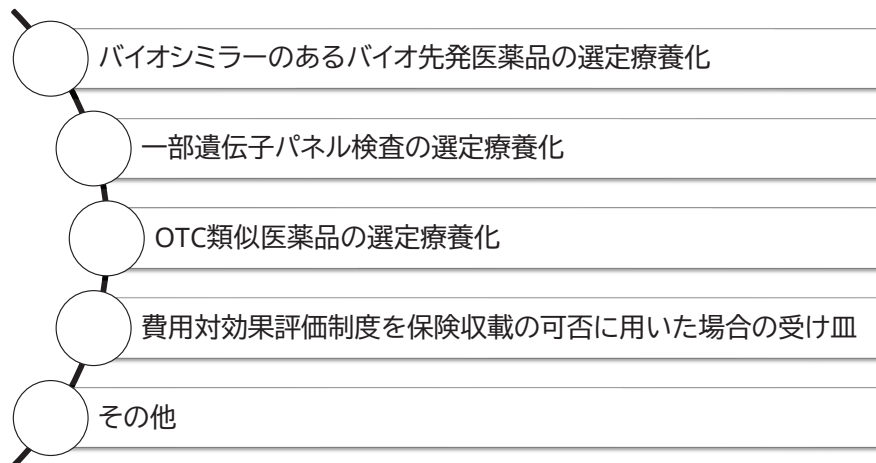 バイオシミラーのあるバイオ先発医薬品の選定療養化
一部遺伝子パネル検査の選定療養化
OTC類似医薬品の選定療養化
費用対効果評価制度を保険収載の可否に用いた場合の受け皿
その他